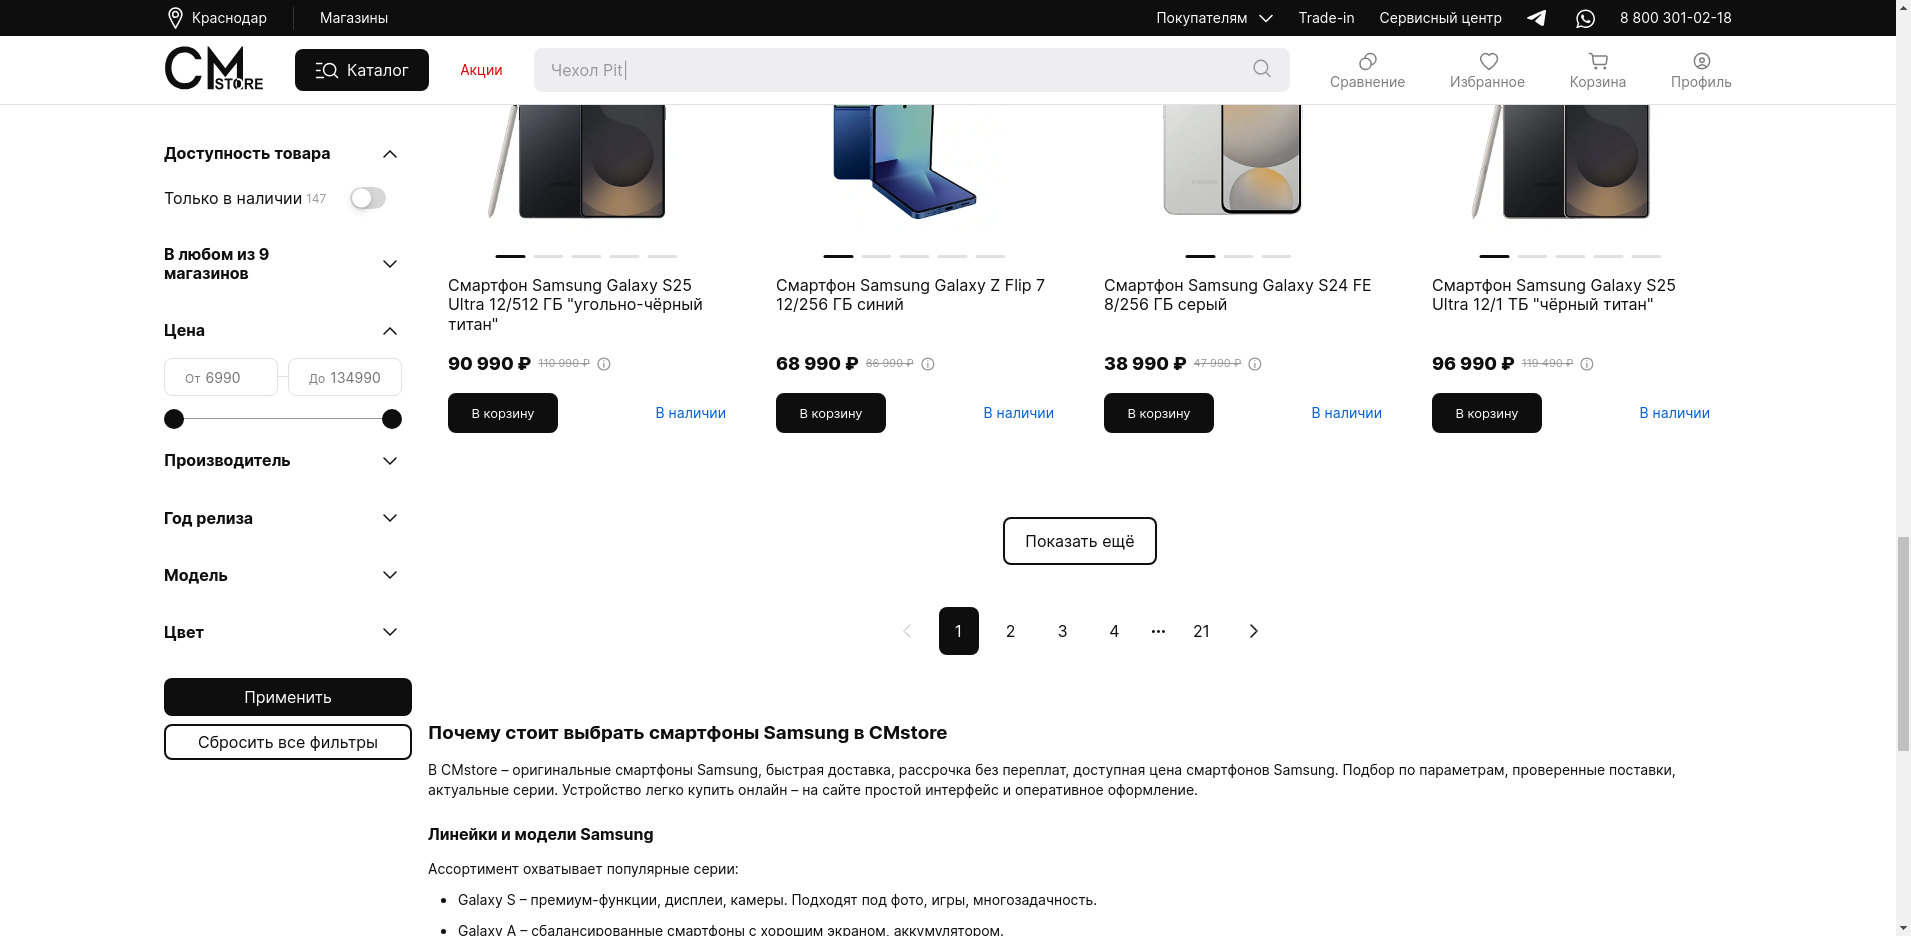 Краснодар
Магазины
Покупателям
Trade-in
Сервисный центр
8 800 301-02-18
CM STORE
Каталог
Акции
Чехол Pit|
Сравнение
Избранное
Корзина
Профиль
Доступность товара
Только в наличии 147
В любом из 9
магазинов
Цена
От 6990
До 134990
Производитель
Год релиза
Модель
Цвет
Применить
Сбросить все фильтры
Смартфон Samsung Galaxy S25
Ultra 12/512 ГБ "угольно-чёрный
титан"
90 990 ₽ 110 990 ₽
В корзину
В наличии
Смартфон Samsung Galaxy Z Flip 7
12/256 ГБ синий
68 990 ₽ 86 990 ₽
В корзину
В наличии
Смартфон Samsung Galaxy S24 FE
8/256 ГБ серый
38 990 ₽ 47 990 ₽
В корзину
В наличии
Смартфон Samsung Galaxy S25
Ultra 12/1 ТБ "чёрный титан"
96 990 ₽ 119 490 ₽
В корзину
В наличии
Показать ещё
1 2 3 4 ... 21
Почему стоит выбрать смартфоны Samsung в CMstore
В CMstore – оригинальные смартфоны Samsung, быстрая доставка, рассрочка без переплат, доступная цена смартфонов Samsung. Подбор по параметрам, проверенные поставки,
актуальные серии. Устройство легко купить онлайн – на сайте простой интерфейс и оперативное оформление.
Линейки и модели Samsung
Ассортимент охватывает популярные серии:
• Galaxy S – премиум-функции, дисплеи, камеры. Подходят под фото, игры, многозадачность.
• Galaxy A – сбалансированные смартфоны с хорошим экраном, аккумулятором.